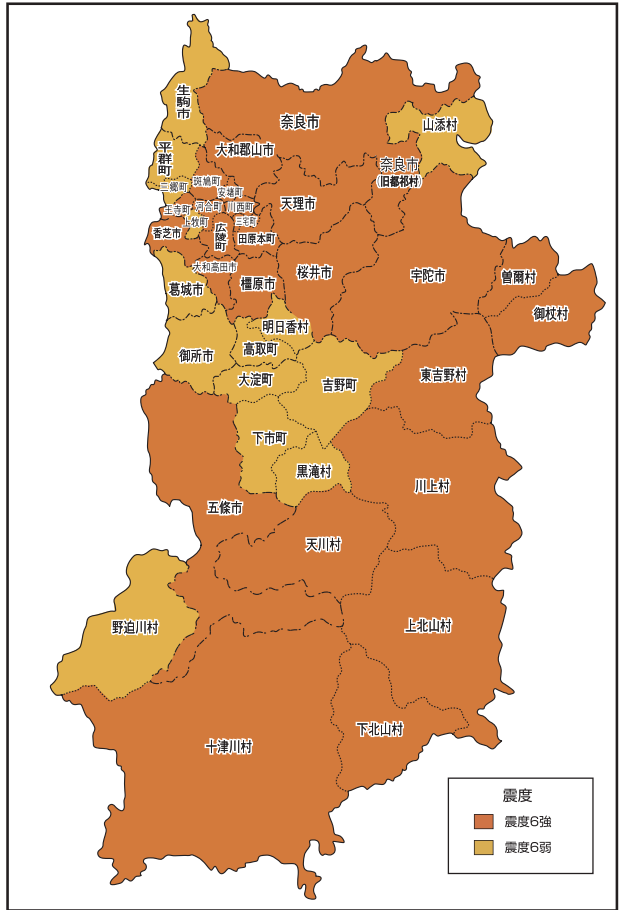 生駒市
奈良市
山添村
平群町
大和郡山市
奈良市
(旧都祁村)
三郷町
斑鳩町
安堵町
王寺町
河合町
川西町
天理市
上牧町
三宅町
香芝市
広陵町
田原本町
大和高田市
橿原市
桜井市
宇陀市
曽爾村
葛城市
御杖村
明日香村
御所市
高取町
大淀町
吉野町
東吉野村
下市町
黒滝村
川上村
五條市
天川村
野迫川村
上北山村
下北山村
十津川村
震度
震度6強
震度6弱